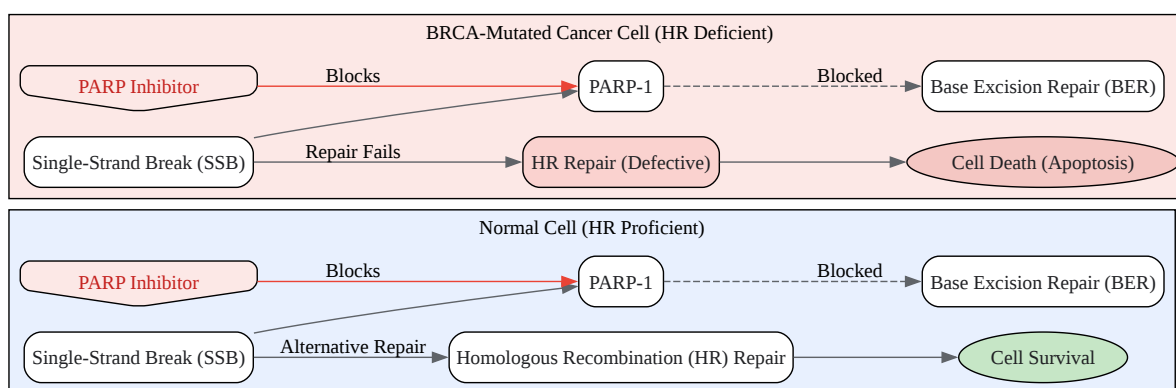 BRCA-Mutated Cancer Cell (HR Deficient)
PARP Inhibitor
Blocks
PARP-1
Blocked
Base Excision Repair (BER)
Single-Strand Break (SSB)
Repair Fails
HR Repair (Defective)
Cell Death (Apoptosis)
Normal Cell (HR Proficient)
PARP Inhibitor
Blocks
PARP-1
Blocked
Base Excision Repair (BER)
Single-Strand Break (SSB)
Alternative Repair
Homologous Recombination (HR) Repair
Cell Survival